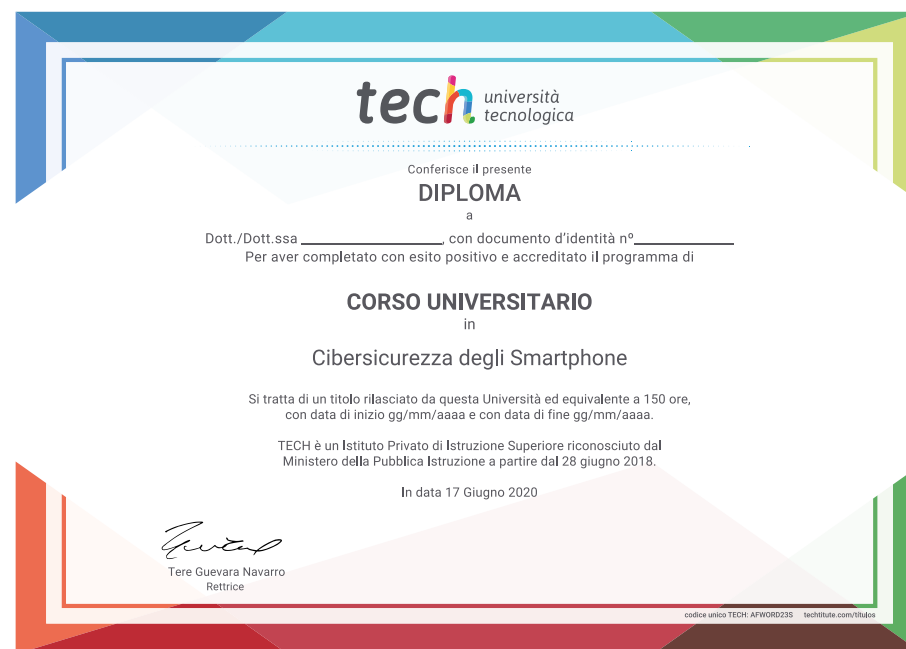 tech università
tecnologica
Conferisce il presente
DIPLOMA
a
Dott./Dott.ssa ____________________, con documento d'identità nº______________
Per aver completato con esito positivo e accreditato il programma di
CORSO UNIVERSITARIO
in
Cibersicurezza degli Smartphone
Si tratta di un titolo rilasciato da questa Università ed equivalente a 150 ore,
con data di inizio gg/mm/aaaa e con data di fine gg/mm/aaaa.
TECH è un Istituto Privato di Istruzione Superiore riconosciuto dal
Ministero della Pubblica Istruzione a partire dal 28 giugno 2018.
In data 17 Giugno 2020
Tere Guevara Navarro
Rettrice
codice unico TECH: AFWORD23S techtitute.com/titulos